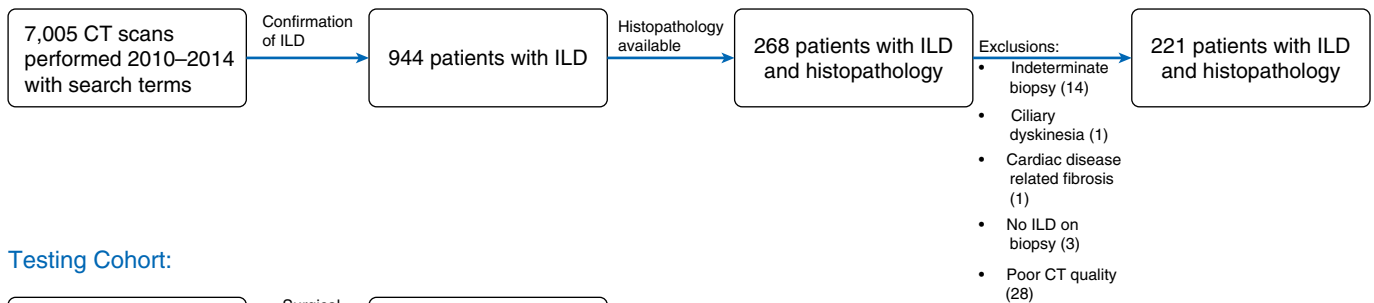 7,005 CT scans
performed 2010–2014
with search terms
Confirmation
of ILD
944 patients with ILD
Histopathology
available
268 patients with ILD
and histopathology
Exclusions:
• Indeterminate
biopsy (14)
• Ciliary
dyskinesia (1)
• Cardiac disease
related fibrosis
(1)
• No ILD on
biopsy (3)
• Poor CT quality
(28)
221 patients with ILD
and histopathology
Testing Cohort:
Surgical